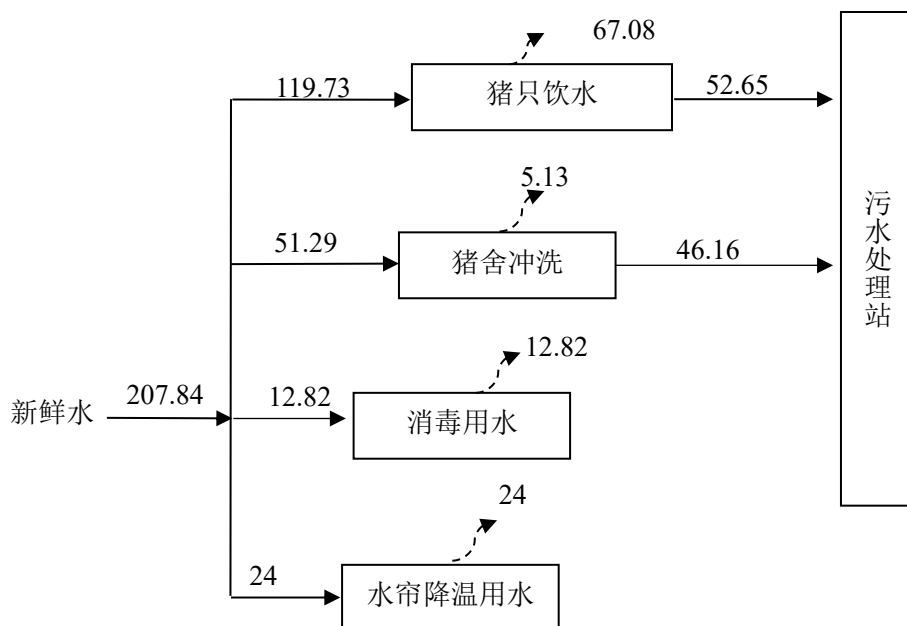 67.08
119.73
猪只饮水
52.65
5.13
51.29
猪舍冲洗
46.16
污水处理站
12.82
新鲜水
207.84
12.82
消毒用水
24
24
水帘降温用水